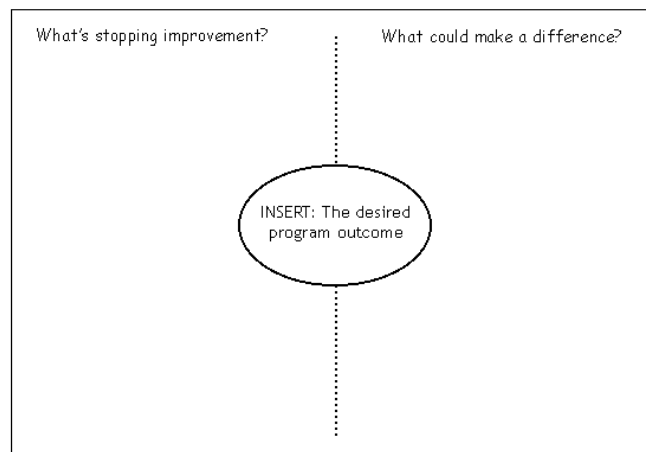 What's stopping improvement?
What could make a difference?
INSERT: The desired
program outcome